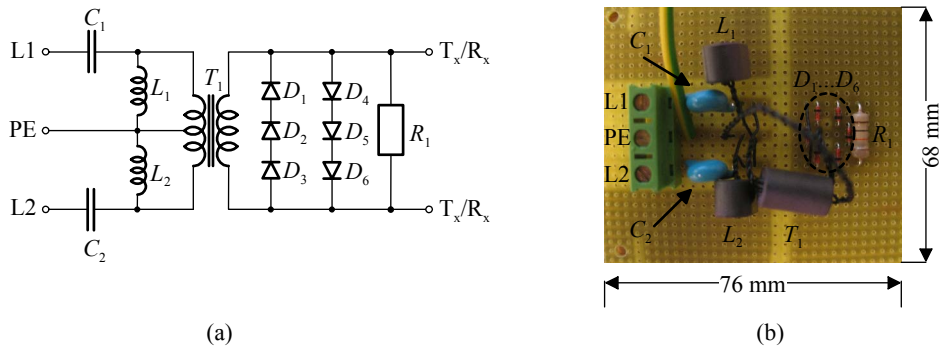 C1
L1
Tx/Rx
L1
T1
D1
D4
PE
D2
D5
R1
L2
D3
D6
L2
Tx/Rx
C2
(a)
L1
C1
D1...D6
L1
PE
R1
L2
C2
L2
T1
68 mm
76 mm
(b)